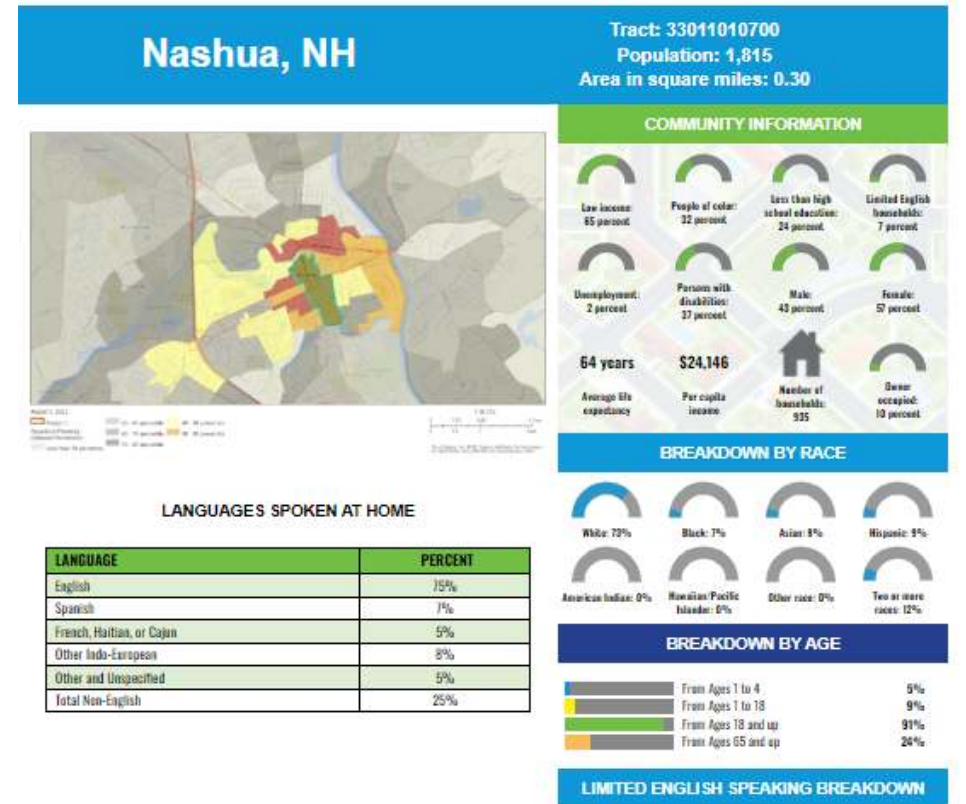 Nashua, NH
Tract: 33011010700
Population: 1,815
Area in square miles: 0.30
COMMUNITY INFORMATION
Low income:
65 percent
People of color:
32 percent
Less than high
school education:
24 percent
Limited English
households:
7 percent
Unemployment:
2 percent
Persons with
disabilities:
37 percent
Male:
43 percent
Female:
57 percent
64 years
Average life
expectancy
$24,146
Per capita
income
Number of
households:
935
Owner
occupied:
10 percent
BREAKDOWN BY RACE
White: 73%
Black: 7%
Asian:
Hispanic: 9%
American Indian: 0%
Hawaiian/Pacific
Islander: 0%
Other race: 0%
Two or more
races: 12%
LANGUAGES SPOKEN AT HOME
LANGUAGE PERCENT
English 75%
Spanish 7%
French, Haitian, or Cajun 5%
Other Indo-European 8%
Other and Unspecified 5%
Total Non-English 25%
BREAKDOWN BY AGE
From Ages 1 to 4 5%
From Ages 1 to 18 9%
From Ages 18 and up 91%
From Ages 65 and up 24%
LIMITED ENGLISH SPEAKING BREAKDOWN